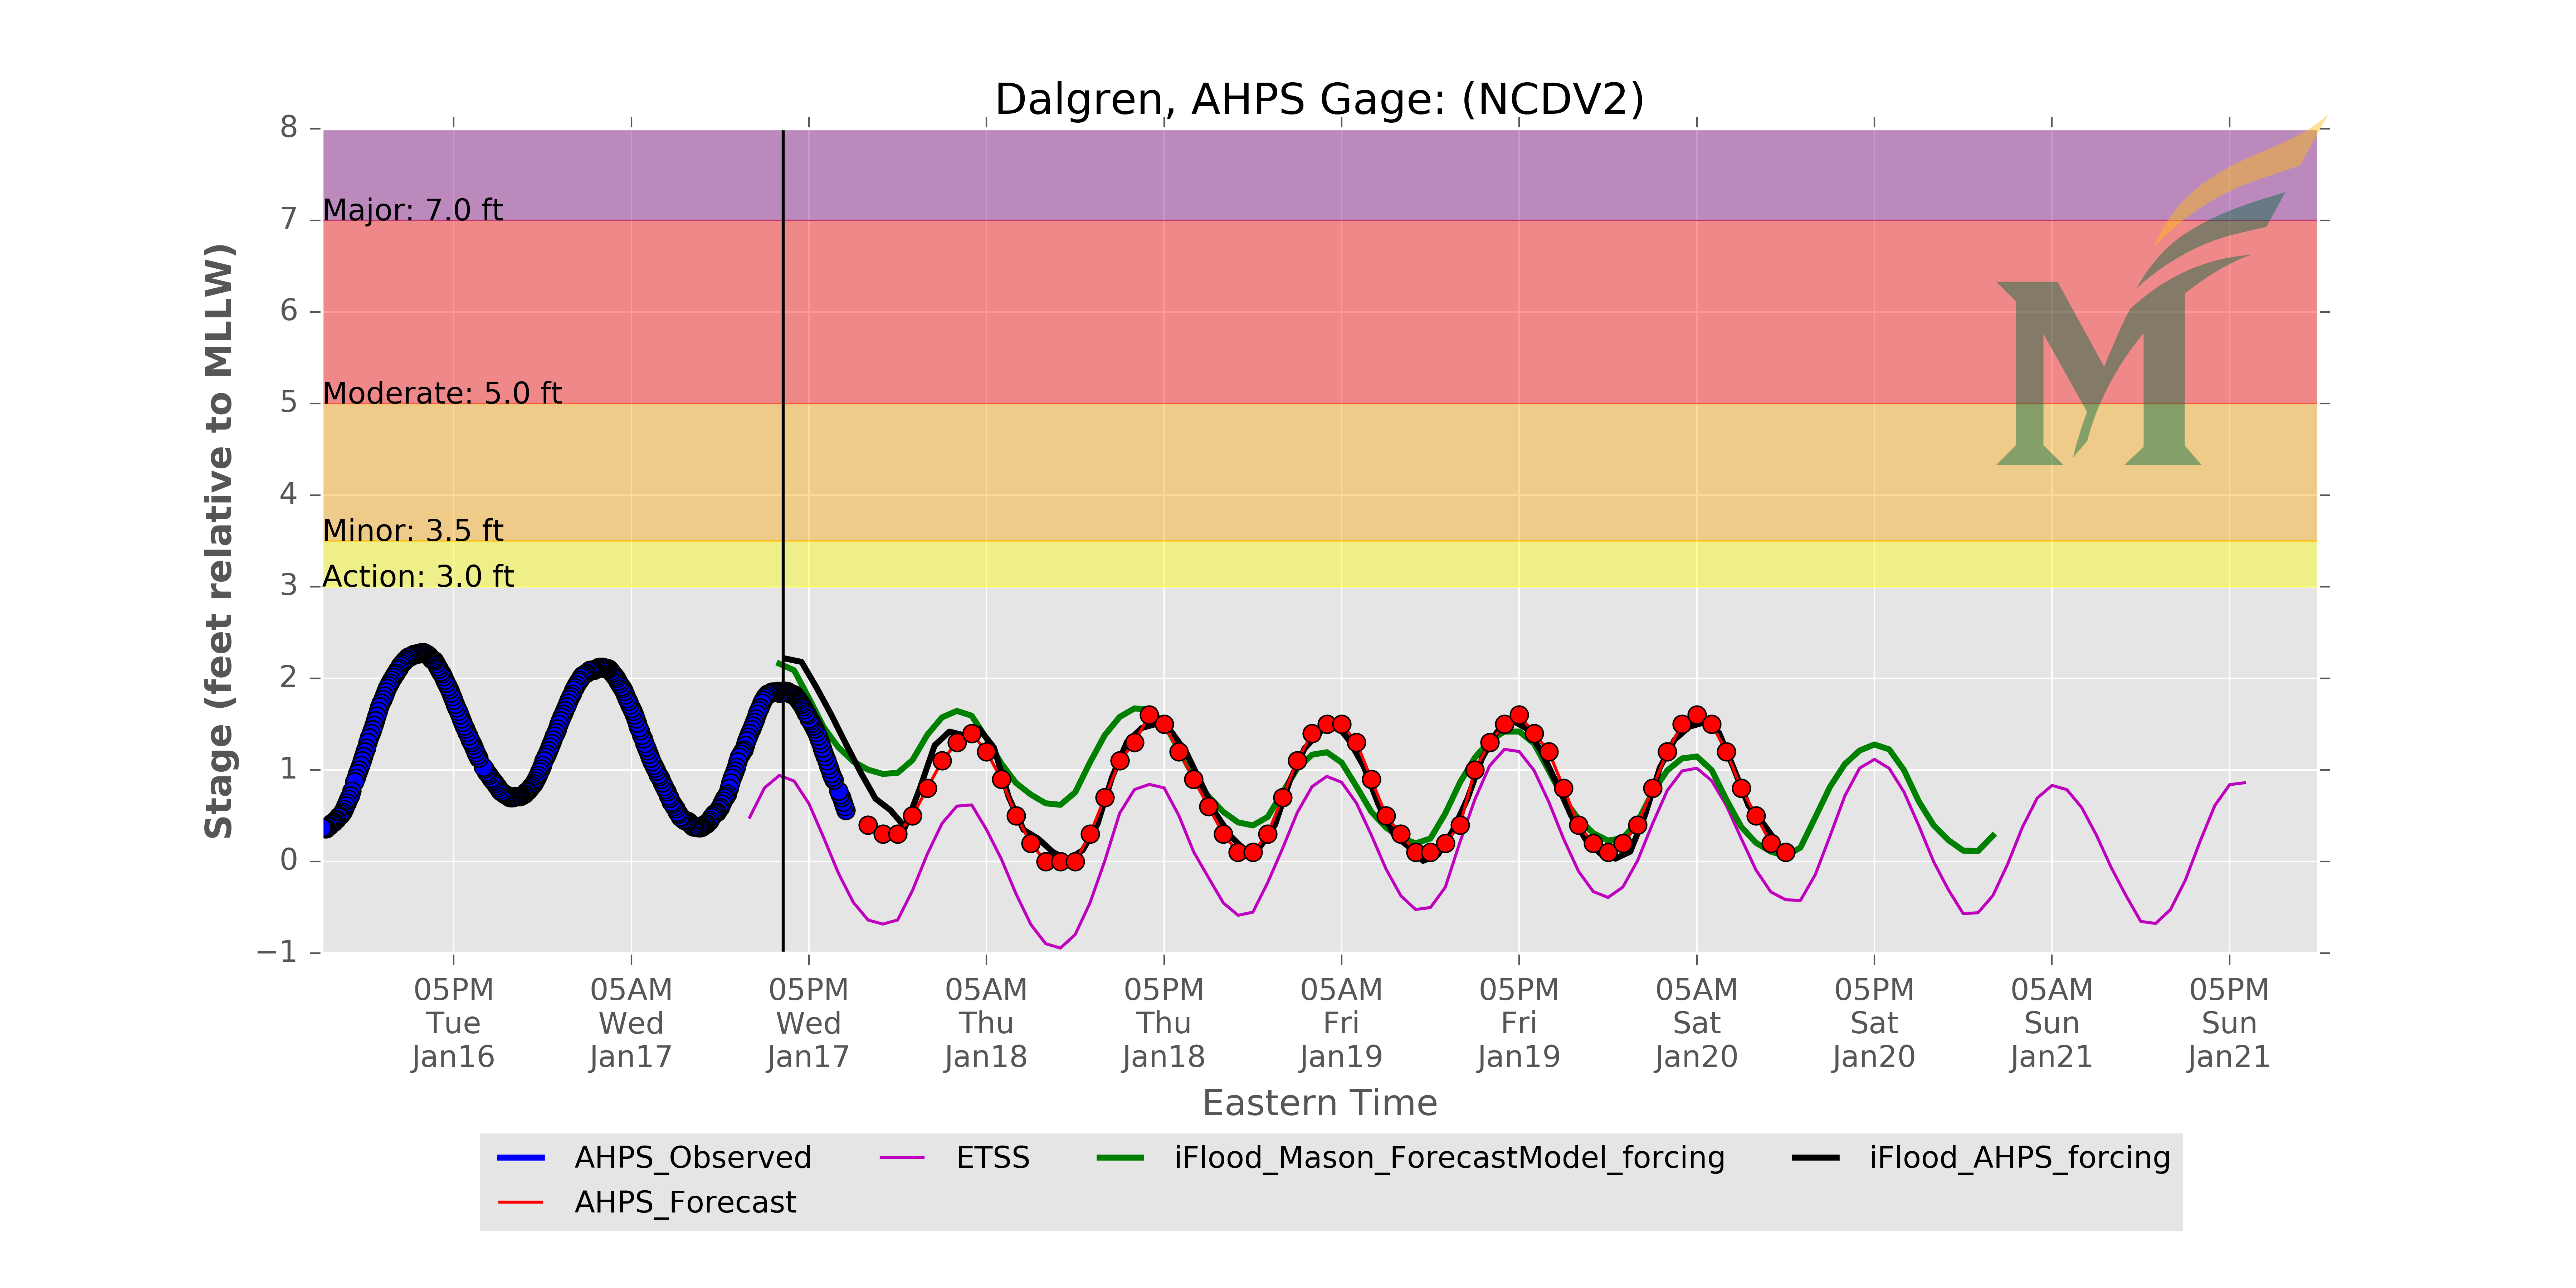 Dalgren, AHPS Gage: (NCDV2)
Stage (feet relative to MLLW)
8
7
6
5
4
3
2
1
0
−1
Major: 7.0 ft
Moderate: 5.0 ft
Minor: 3.5 ft
Action: 3.0 ft
05PM 05AM 05PM 05AM 05PM 05AM 05PM 05AM 05PM 05AM 05PM
Tue Wed Wed Thu Thu Fri Fri Sat Sat Sun Sun
Jan16 Jan17 Jan17 Jan18 Jan18 Jan19 Jan19 Jan20 Jan20 Jan21 Jan21
Eastern Time
AHPS_Observed ETSS iFlood_Mason_ForecastModel_forcing iFlood_AHPS_forcing
AHPS_Forecast